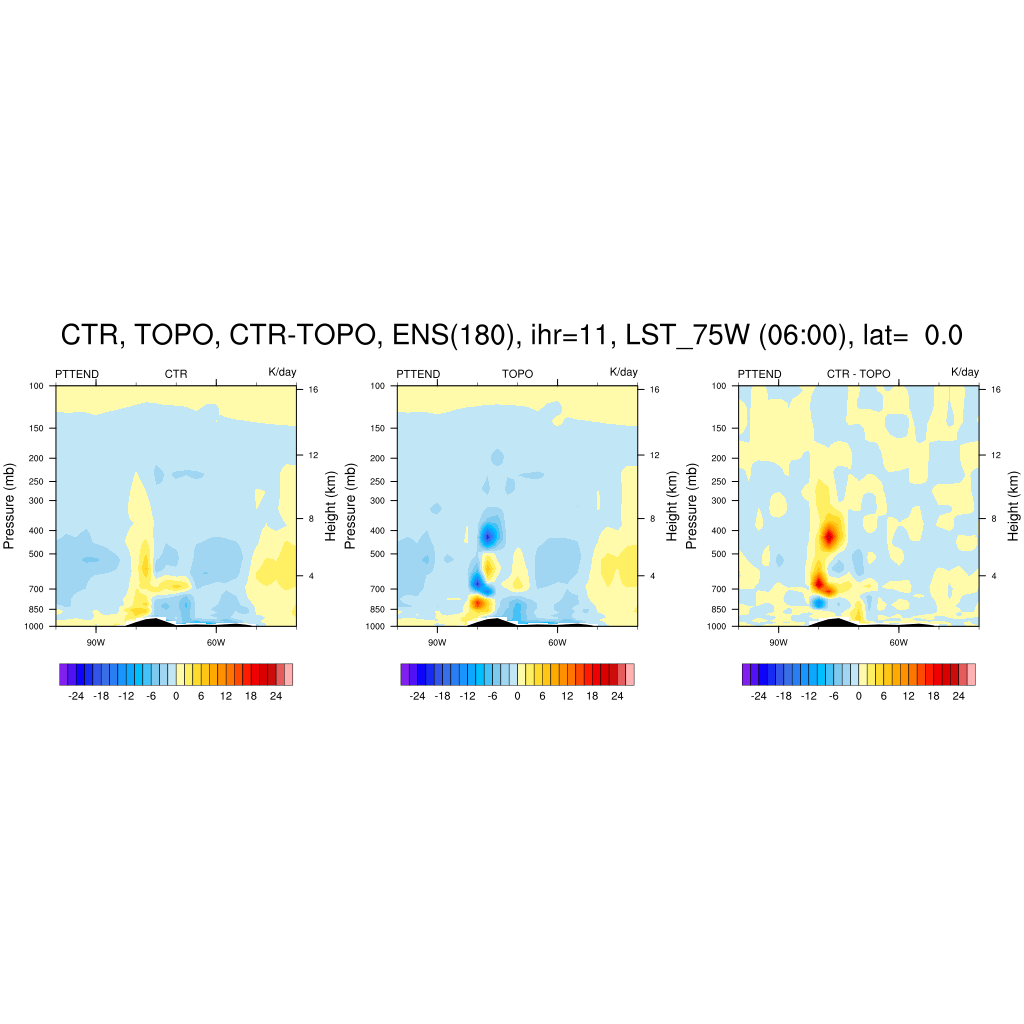 CTR, TOPO, CTR-TOPO, ENS(180), ihr=11, LST_75W (06:00), lat= 0.0
PTTEND CTR K/day
100
150
200
250
300
400
500
700
850
1000
Pressure (mb)
16
12
8
4
Height (km)
90W 60W
-24 -18 -12 -6 0 6 12 18 24
PTTEND TOPO K/day
100
150
200
250
300
400
500
700
850
1000
Pressure (mb)
16
12
8
4
Height (km)
90W 60W
-24 -18 -12 -6 0 6 12 18 24
PTTEND CTR - TOPO K/day
100
150
200
250
300
400
500
700
850
1000
Pressure (mb)
16
12
8
4
Height (km)
90W 60W
-24 -18 -12 -6 0 6 12 18 24